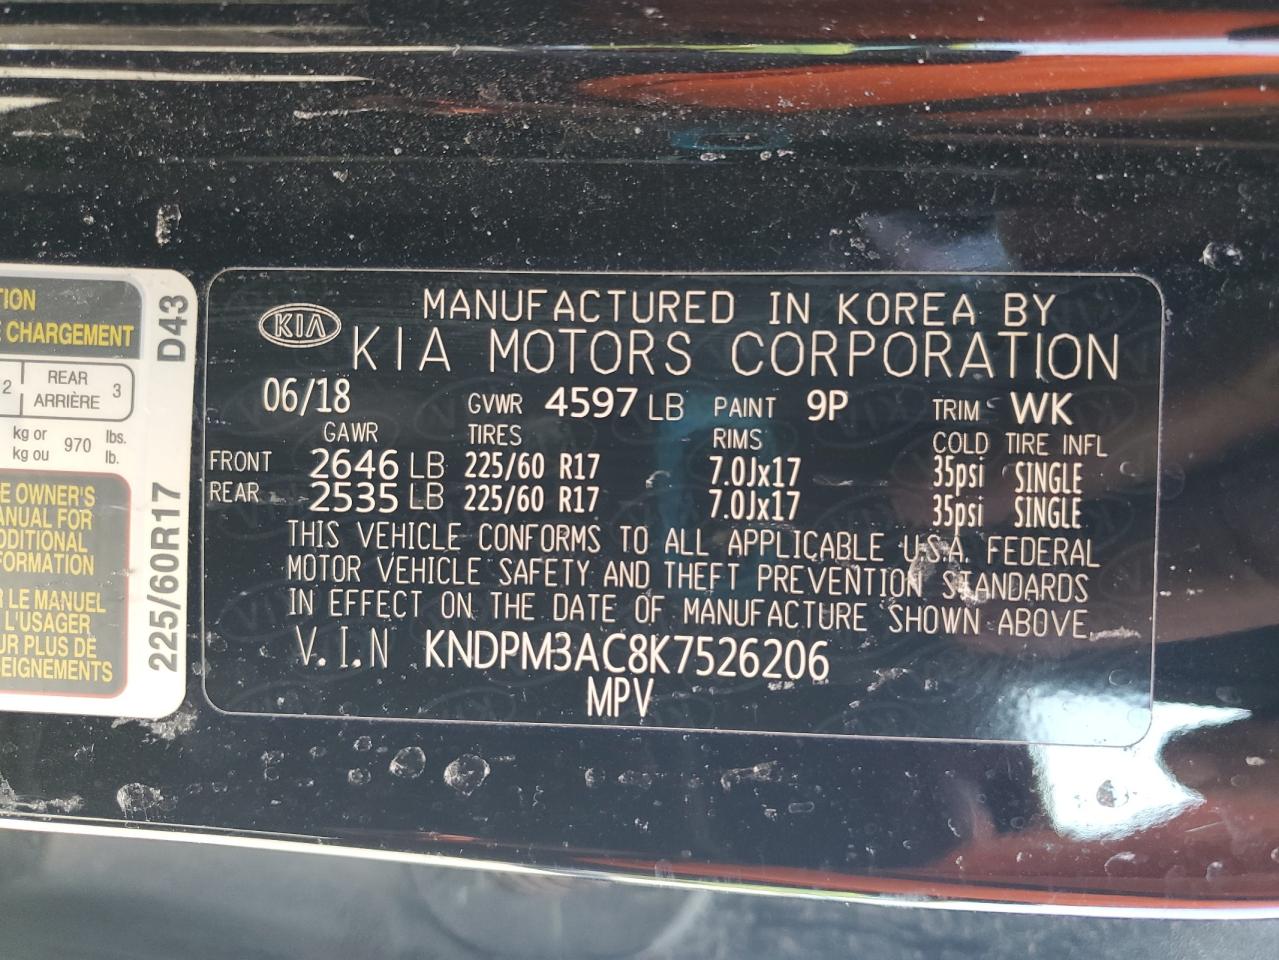 TION
E CHARGEMENT
D43
2 REAR ARRIÈRE 3
kg or kg ou 970 lbs. lb.
E OWNER'S
ANUAL FOR
DDITIONAL
FORMATION
R LE MANUEL
L'USAGER
UR PLUS DE
SEIGNEMENTS
225/60R17
KIA
MANUFACTURED IN KOREA BY
KIA MOTORS CORPORATION
06/18 GVWR 4597 LB PAINT 9P TRIM WK
GAWR TIRES RIMS COLD TIRE INFL
FRONT 2646 LB 225/60 R17 7.0Jx17 35psi SINGLE
REAR 2535 LB 225/60 R17 7.0Jx17 35psi SINGLE
THIS VEHICLE CONFORMS TO ALL APPLICABLE U.S.A. FEDERAL
MOTOR VEHICLE SAFETY AND THEFT PREVENTION STANDARDS
IN EFFECT ON THE DATE OF MANUFACTURE SHOWN ABOVE.
V.I.N KNDPM3AC8K7526206
MPV